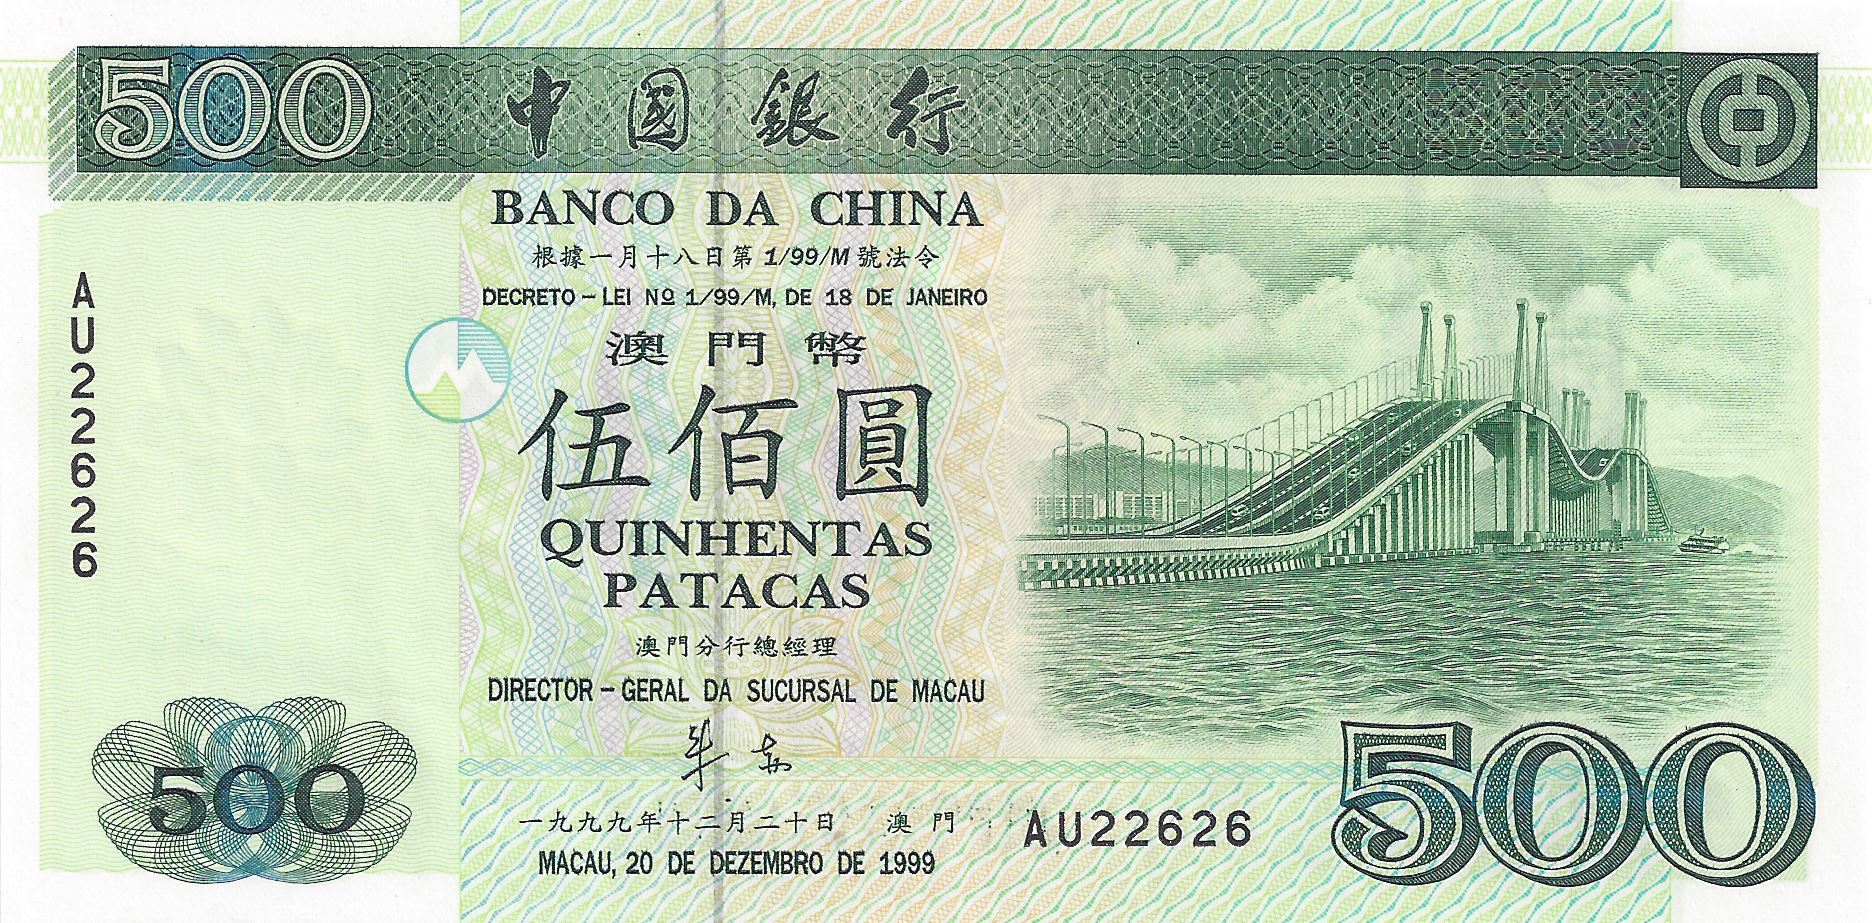 500 中國銀行
BANCO DA CHINA
根據一月十八日第 1/99/M 號法令
DECRETO – LEI Nº 1/99/M, DE 18 DE JANEIRO
澳門幣
伍佰圓
QUINHENTAS
PATACAS
澳門分行總經理
DIRECTOR – GERAL DA SUCURSAL DE MACAU
一九九九年十二月二十日 澳門
MACAU, 20 DE DEZEMBRO DE 1999
AU22626
AU22626
500
500